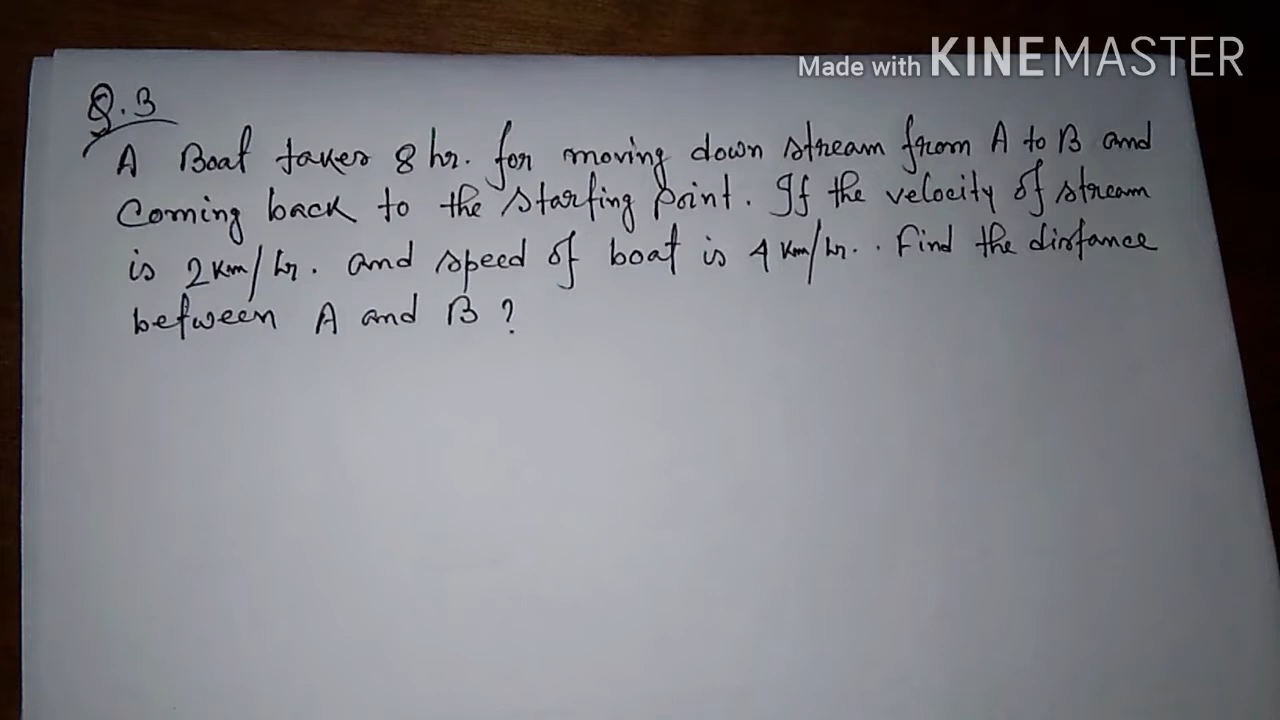 Made with KINEMASTER
Q.3
A Boat takes 8 hr. for moving down stream from A to B and
Coming back to the starting point. If the velocity of stream
is 2 km/hr. and speed of boat is 4 km/hr.. Find the distance
between A and B ?